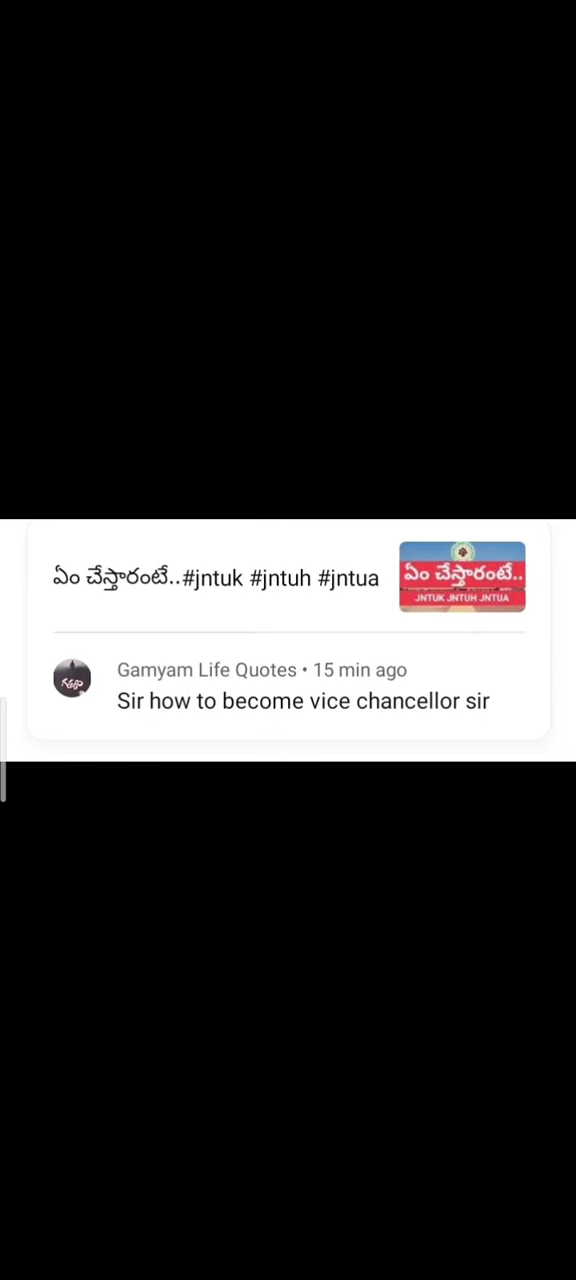 ఏం చేస్తారంటే..#jntuk #jntuh #jntua
ఏం చేస్తారంటే..
JNTUK JNTUH JNTUA
Gamyam Life Quotes • 15 min ago
Sir how to become vice chancellor sir